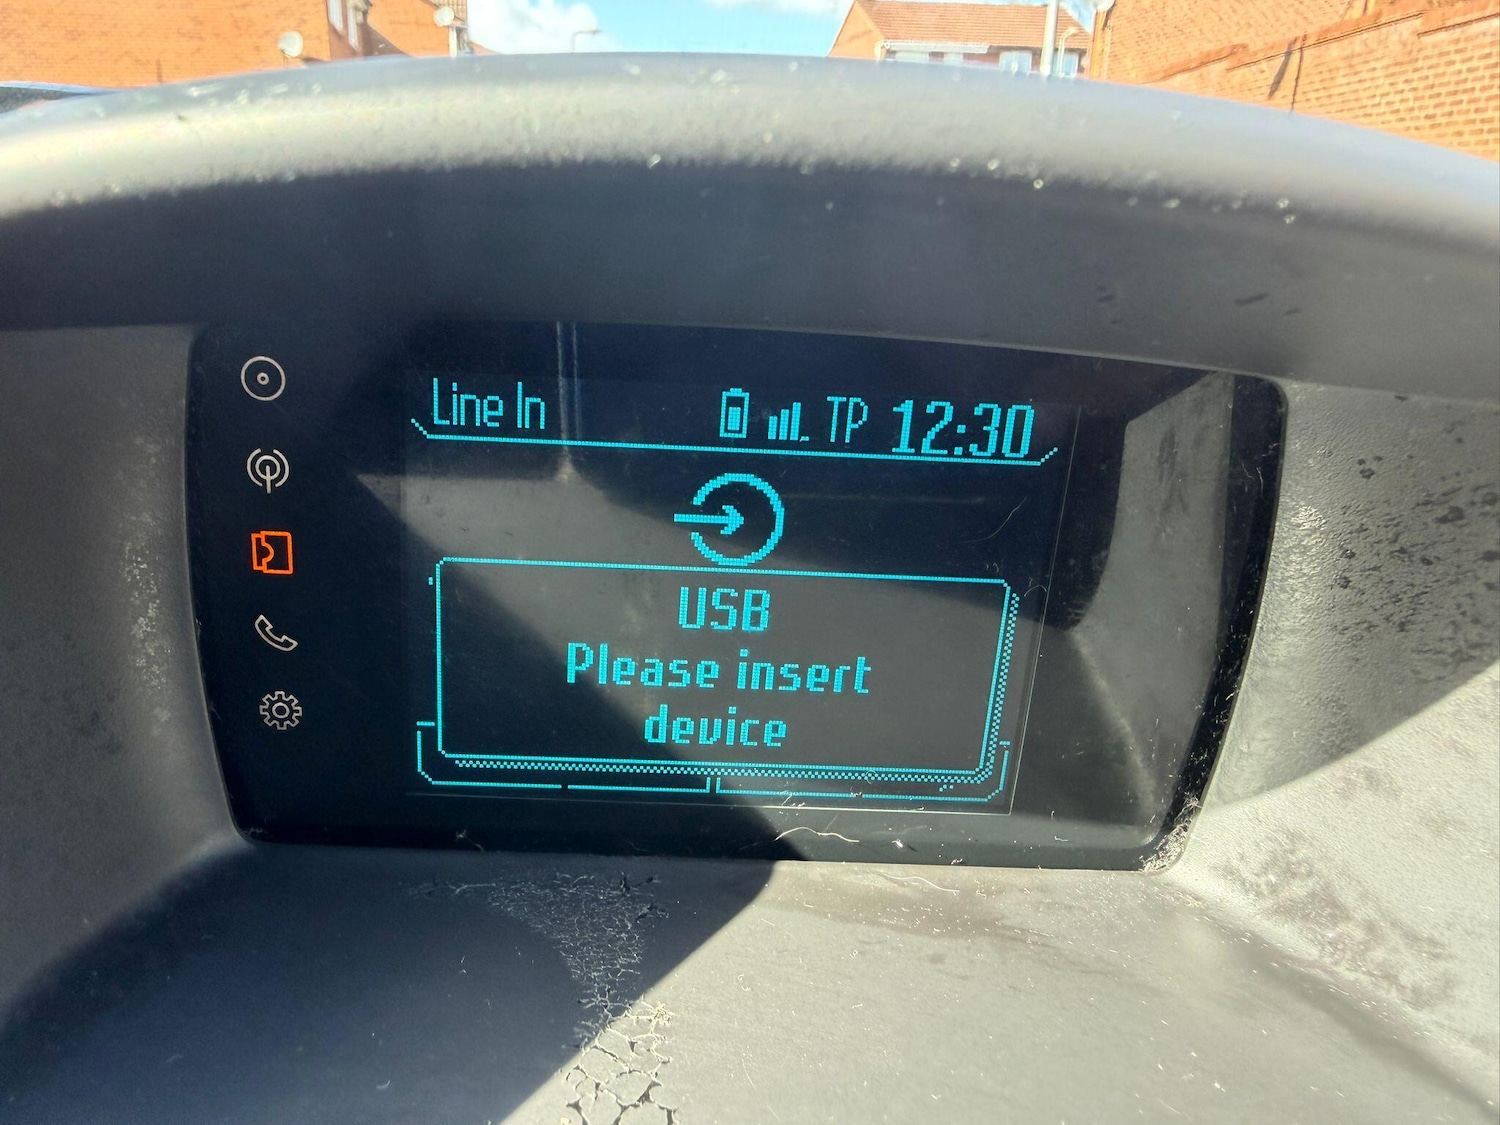 Line In TP 12:30
USB
Please insert
device